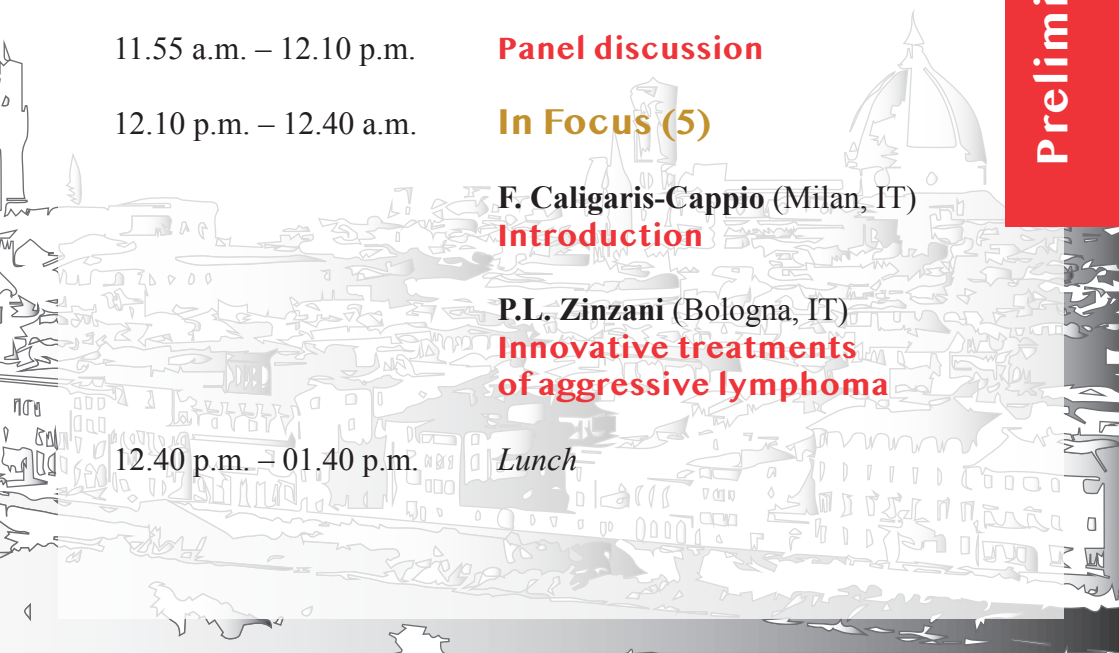 11.55 a.m. – 12.10 p.m. Panel discussion
12.10 p.m. – 12.40 a.m. In Focus (5)
F. Caligaris-Cappio (Milan, IT)
Introduction
P.L. Zinzani (Bologna, IT)
Innovative treatments
of aggressive lymphoma
12.40 p.m. – 01.40 p.m. Lunch
Prelimi